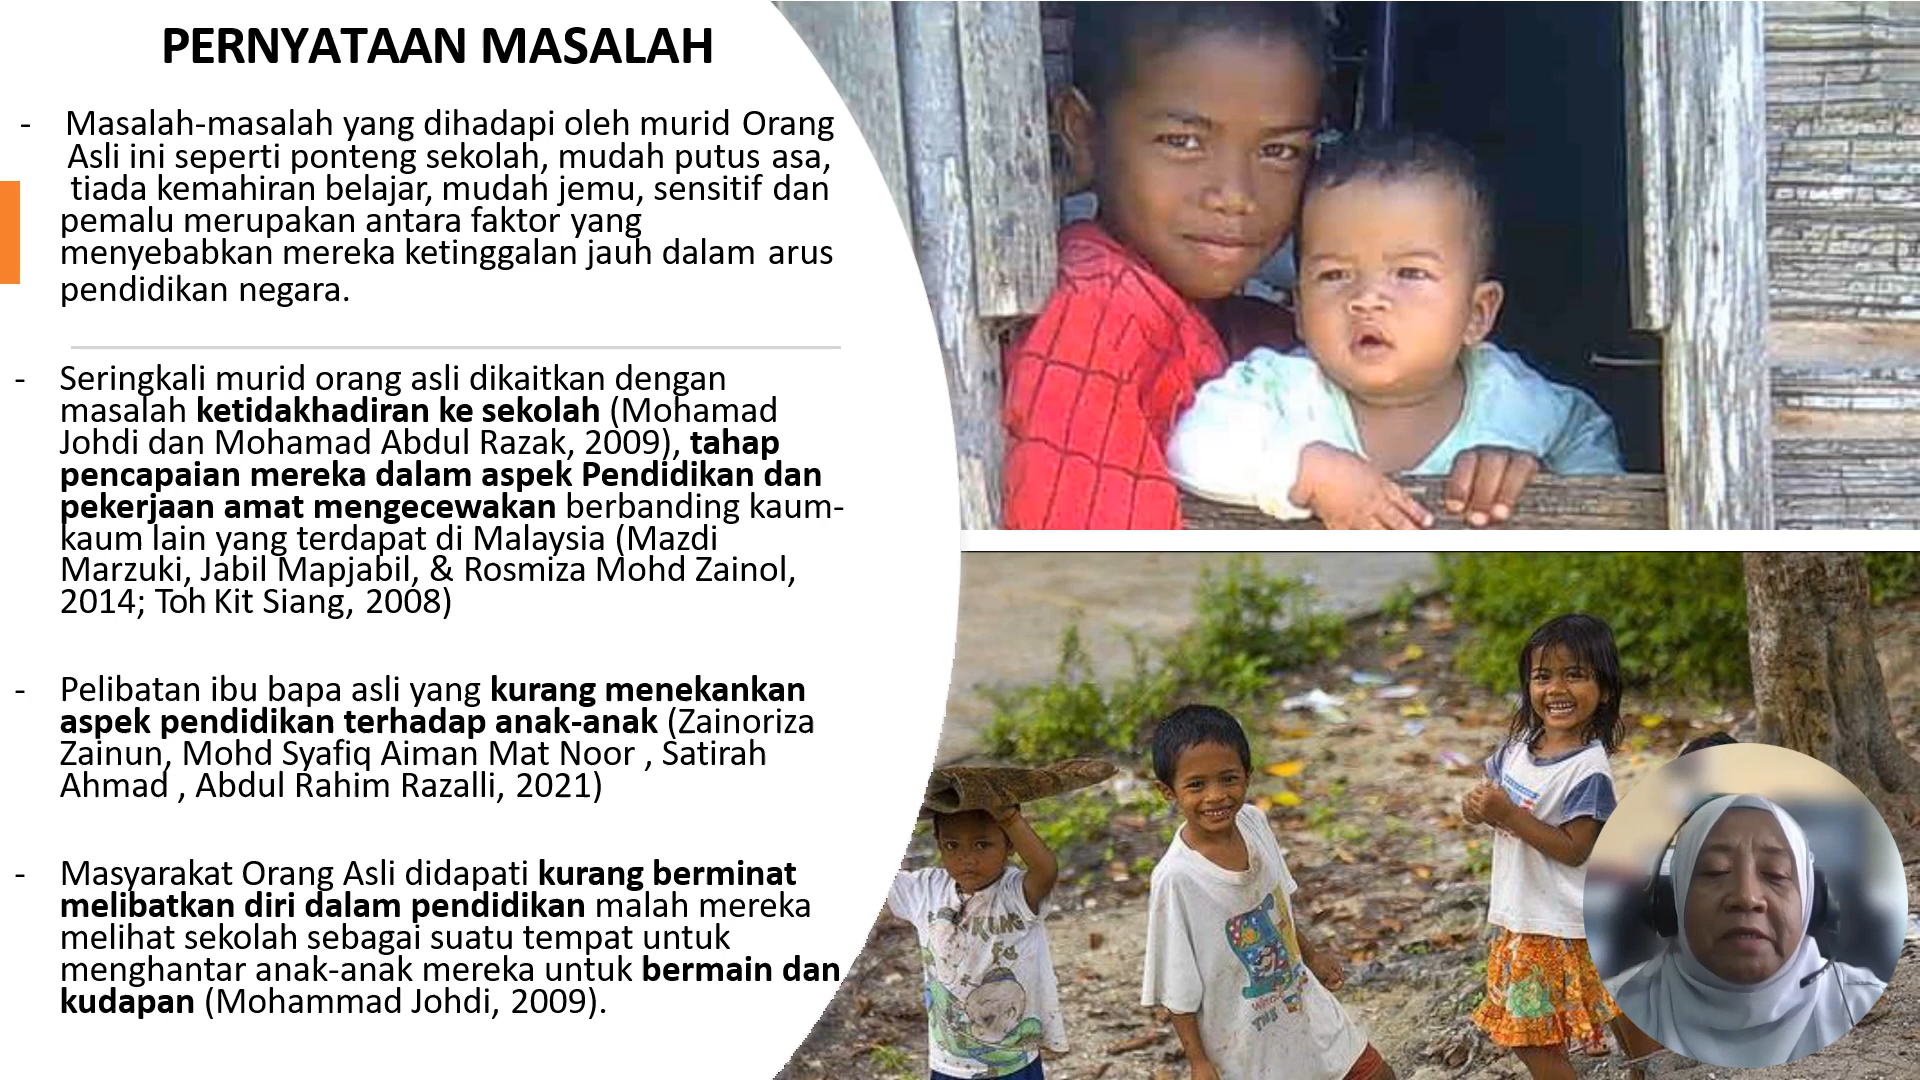 PERNYATAAN MASALAH
- Masalah-masalah yang dihadapi oleh murid Orang
Asli ini seperti ponteng sekolah, mudah putus asa,
tiada kemahiran belajar, mudah jemu, sensitif dan
pemalu merupakan antara faktor yang
menyebabkan mereka ketinggalan jauh dalam arus
pendidikan negara.
- Seringkali murid orang asli dikaitkan dengan
masalah ketidakhadiran ke sekolah (Mohamad
Johdi dan Mohamad Abdul Razak, 2009), tahap
pencapaian mereka dalam aspek Pendidikan dan
pekerjaan amat mengecewakan berbanding kaum-
kaum lain yang terdapat di Malaysia (Mazdi
Marzuki, Jabil Mapjabil, & Rosmiza Mohd Zainol,
2014; Toh Kit Siang, 2008)
- Pelibatan ibu bapa asli yang kurang menekankan
aspek pendidikan terhadap anak-anak (Zainoriza
Zainun, Mohd Syafiq Aiman Mat Noor , Satirah
Ahmad , Abdul Rahim Razalli, 2021)
- Masyarakat Orang Asli didapati kurang berminat
melibatkan diri dalam pendidikan malah mereka
melihat sekolah sebagai suatu tempat untuk
menghantar anak-anak mereka untuk bermain dan
kudapan (Mohammad Johdi, 2009).